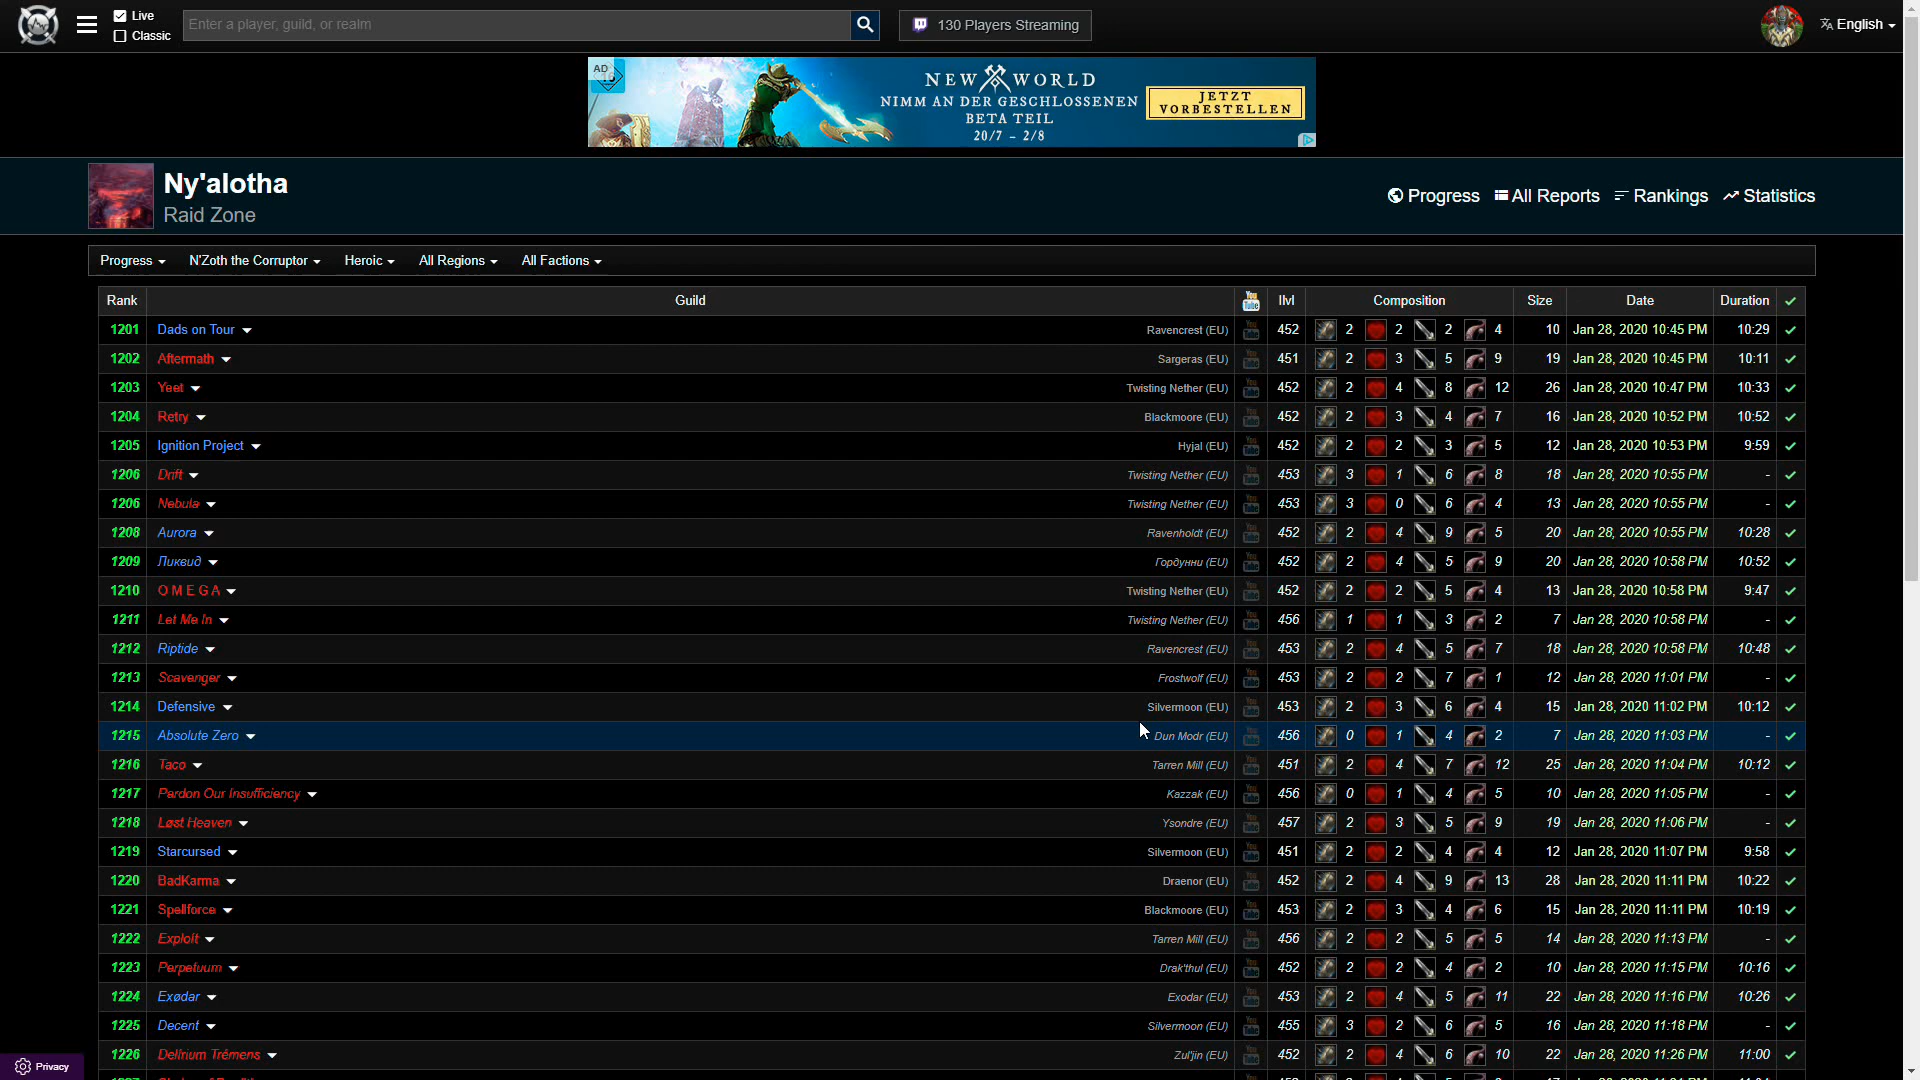 Live
Classic
Enter a player, guild, or realm
130 Players Streaming
English
AD
NEW WORLD
NIMM AN DER GESCHLOSSENEN
BETA TEIL
20/7 - 2/8
JETZT
VORBESTELLEN
Ny'alotha
Raid Zone
Progress All Reports Rankings Statistics
Progress N'Zoth the Corruptor Heroic All Regions All Factions
Rank Guild You Tube Ilvl Composition Size Date Duration
1201 Dads on Tour Ravencrest (EU) 452 2 2 2 4 10 Jan 28, 2020 10:45 PM 10:29
1202 Aftermath Sargeras (EU) 451 2 3 5 9 19 Jan 28, 2020 10:45 PM 10:11
1203 Yeet Twisting Nether (EU) 452 2 4 8 12 26 Jan 28, 2020 10:47 PM 10:33
1204 Retry Blackmoore (EU) 452 2 3 4 7 16 Jan 28, 2020 10:52 PM 10:52
1205 Ignition Project Hyjal (EU) 452 2 2 3 5 12 Jan 28, 2020 10:53 PM 9:59
1206 Drift Twisting Nether (EU) 453 3 1 6 8 18 Jan 28, 2020 10:55 PM -
1206 Nebula Twisting Nether (EU) 453 3 0 6 4 13 Jan 28, 2020 10:55 PM -
1208 Aurora Ravenholdt (EU) 452 2 4 9 5 20 Jan 28, 2020 10:55 PM 10:28
1209 Ликвид Гордунни (EU) 452 2 4 5 9 20 Jan 28, 2020 10:58 PM 10:52
1210 O M E G A Twisting Nether (EU) 452 2 2 5 4 13 Jan 28, 2020 10:58 PM 9:47
1211 Let Me In Twisting Nether (EU) 456 1 1 3 2 7 Jan 28, 2020 10:58 PM -
1212 Riptide Ravencrest (EU) 453 2 4 5 7 18 Jan 28, 2020 10:58 PM 10:48
1213 Scavenger Frostwolf (EU) 453 2 2 7 1 12 Jan 28, 2020 11:01 PM -
1214 Defensive Silvermoon (EU) 453 2 3 6 4 15 Jan 28, 2020 11:02 PM 10:12
1215 Absolute Zero Dun Modr (EU) 456 0 1 4 2 7 Jan 28, 2020 11:03 PM -
1216 Taco Tarren Mill (EU) 451 2 4 7 12 25 Jan 28, 2020 11:04 PM 10:12
1217 Pardon Our Insufficiency Kazzak (EU) 456 0 1 4 5 10 Jan 28, 2020 11:05 PM -
1218 Løst Heaven Ysondre (EU) 457 2 3 5 9 19 Jan 28, 2020 11:06 PM -
1219 Starcursed Silvermoon (EU) 451 2 2 4 4 12 Jan 28, 2020 11:07 PM 9:58
1220 BadKarma Draenor (EU) 452 2 4 9 13 28 Jan 28, 2020 11:11 PM 10:22
1221 Spellforce Blackmoore (EU) 453 2 3 4 6 15 Jan 28, 2020 11:11 PM 10:19
1222 Exploit Tarren Mill (EU) 456 2 2 5 5 14 Jan 28, 2020 11:13 PM -
1223 Perpetuum Drak'thul (EU) 452 2 2 4 2 10 Jan 28, 2020 11:15 PM 10:16
1224 Exødar Exodar (EU) 453 2 4 5 11 22 Jan 28, 2020 11:16 PM 10:26
1225 Decent Silvermoon (EU) 455 3 2 6 5 16 Jan 28, 2020 11:18 PM -
1226 Delírium Trémens Zul'jin (EU) 452 2 4 6 10 22 Jan 28, 2020 11:26 PM 11:00
Privacy